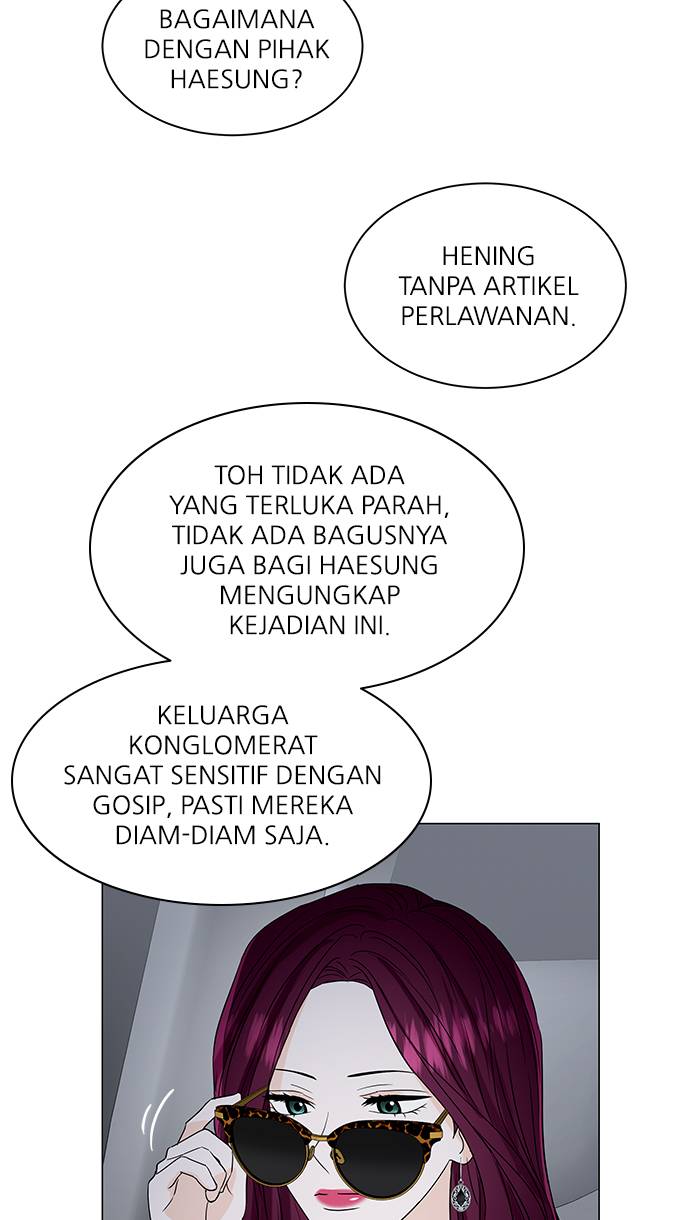 BAGAIMANA
DENGAN PIHAK
HAESUNG?
HENING
TANPA ARTIKEL
PERLAWANAN.
TOH TIDAK ADA
YANG TERLUKA PARAH,
TIDAK ADA BAGUSNYA
JUGA BAGI HAESUNG
MENGUNGKAP
KEJADIAN INI.
KELUARGA
KONGLOMERAT
SANGAT SENSITIF DENGAN
GOSIP, PASTI MEREKA
DIAM-DIAM SAJA.